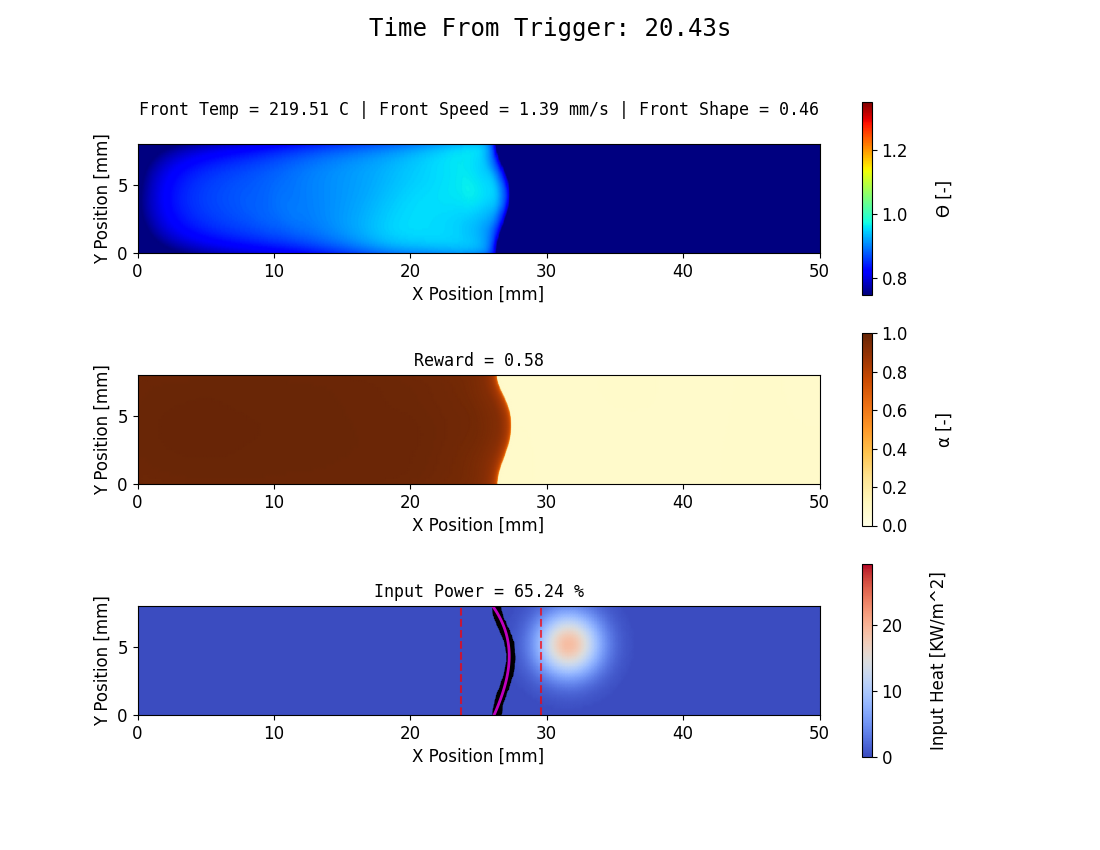 Time From Trigger: 20.43s
Front Temp = 219.51 C | Front Speed = 1.39 mm/s | Front Shape = 0.46
Y Position [mm]
5
0
0 10 20 30 40 50
X Position [mm]
1.2
1.0
0.8
Θ [-]
Reward = 0.58
Y Position [mm]
5
0
0 10 20 30 40 50
X Position [mm]
1.0
0.8
0.6
0.4
0.2
0.0
α [-]
Input Power = 65.24 %
Y Position [mm]
5
0
0 10 20 30 40 50
X Position [mm]
20
10
0
Input Heat [KW/m^2]